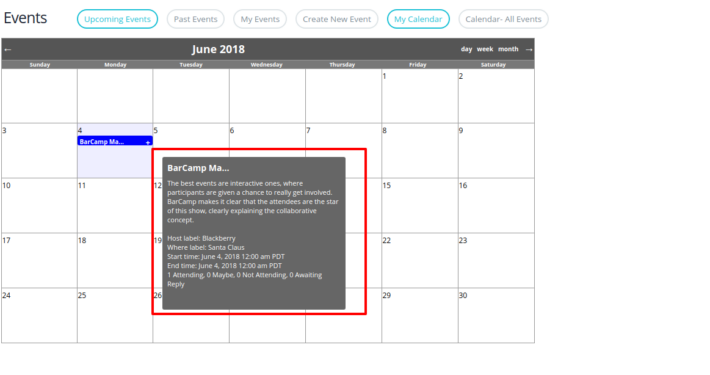 Events
Upcoming Events Past Events My Events Create New Event My Calendar Calendar- All Events
← June 2018 day week month →
Sunday Monday Tuesday Wednesday Thursday Friday Saturday
1 2
3 4 5 6 7 8 9
BarCamp Ma... +
BarCamp Ma...
The best events are interactive ones, where
participants are given a chance to really get involved.
BarCamp makes it clear that the attendees are the star
of this show, clearly explaining the collaborative
concept.
Host label: Blackberry
Where label: Santa Claus
Start time: June 4, 2018 12:00 am PDT
End time: June 4, 2018 12:00 am PDT
1 Attending, 0 Maybe, 0 Not Attending, 0 Awaiting
Reply
10 11 12 15 16
17 18 19 22 23
24 25 26 29 30